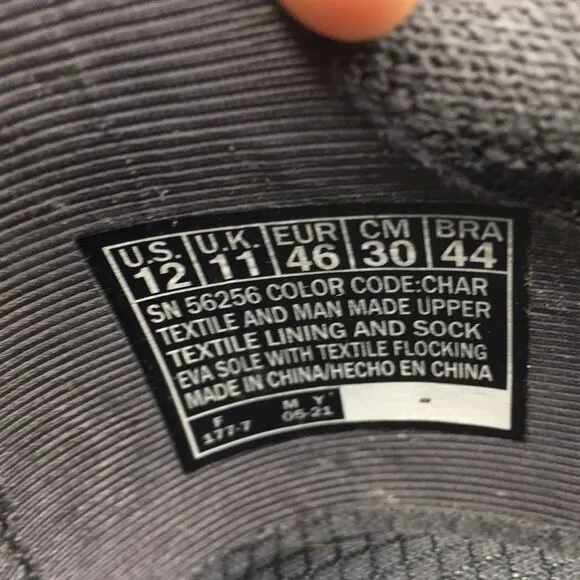 U.S. U.K. EUR CM BRA
12 11 46 30 44
SN 56256 COLOR CODE:CHAR
TEXTILE AND MAN MADE UPPER
TEXTILE LINING AND SOCK
EVA SOLE WITH TEXTILE FLOCKING
MADE IN CHINA/HECHO EN CHINA
F M Y
177-7 05-21